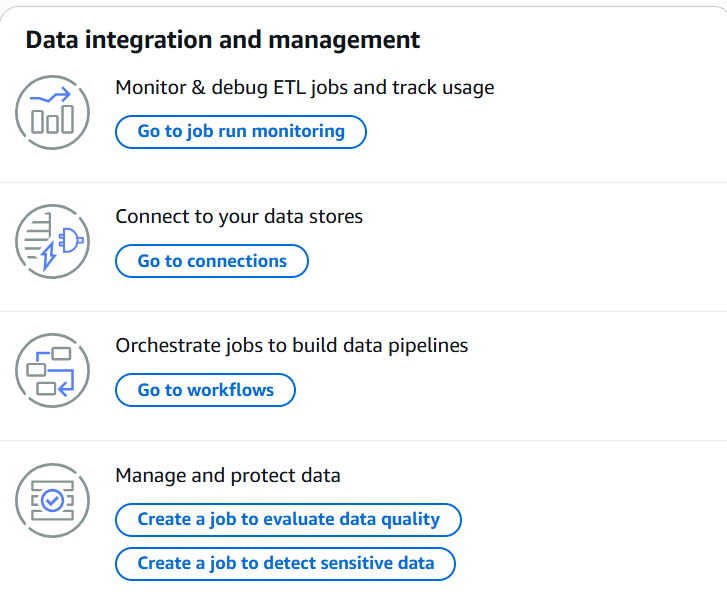 Data integration and management
Monitor & debug ETL jobs and track usage
Go to job run monitoring
Connect to your data stores
Go to connections
Orchestrate jobs to build data pipelines
Go to workflows
Manage and protect data
Create a job to evaluate data quality
Create a job to detect sensitive data